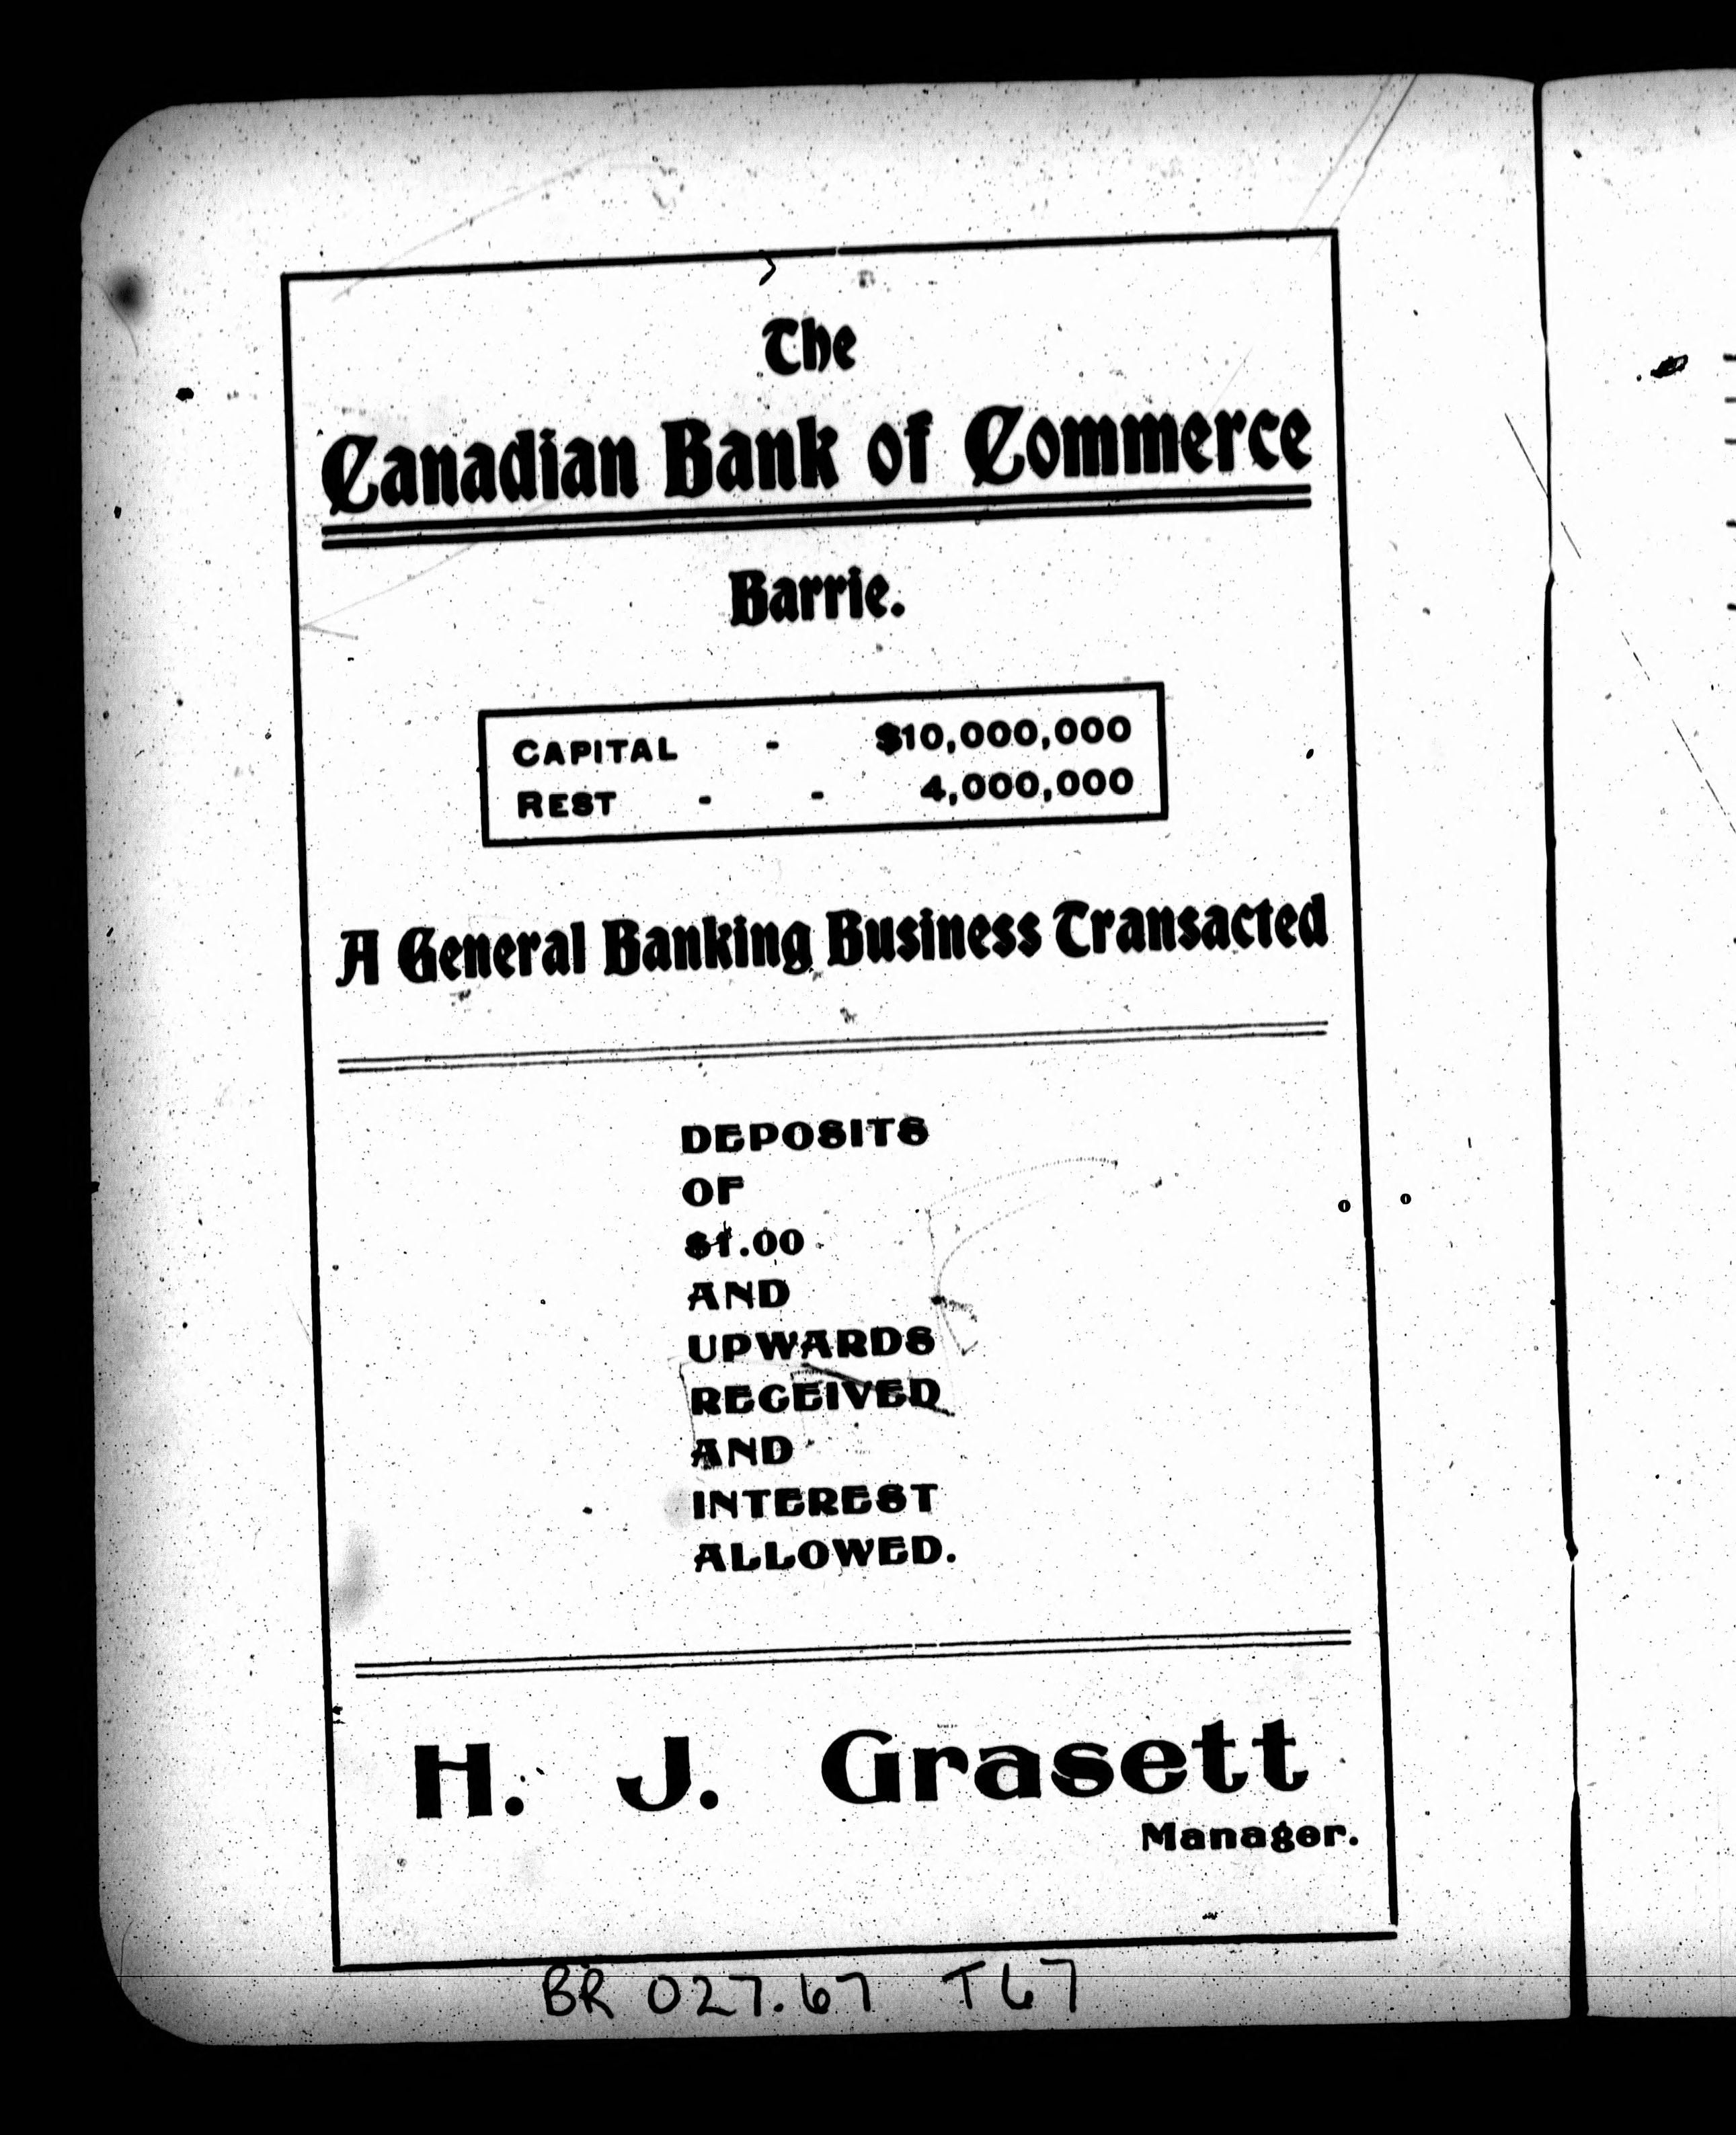 The
Canadian Bank of Commerce
Barrie.
CAPITAL - $10,000,000
REST - - 4,000,000
A General Banking Business Transacted
DEPOSITS
OF
$1.00
AND
UPWARDS
RECEIVED
AND
INTEREST
ALLOWED.
H. J. Grasett
Manager.
BR 027.67 T67